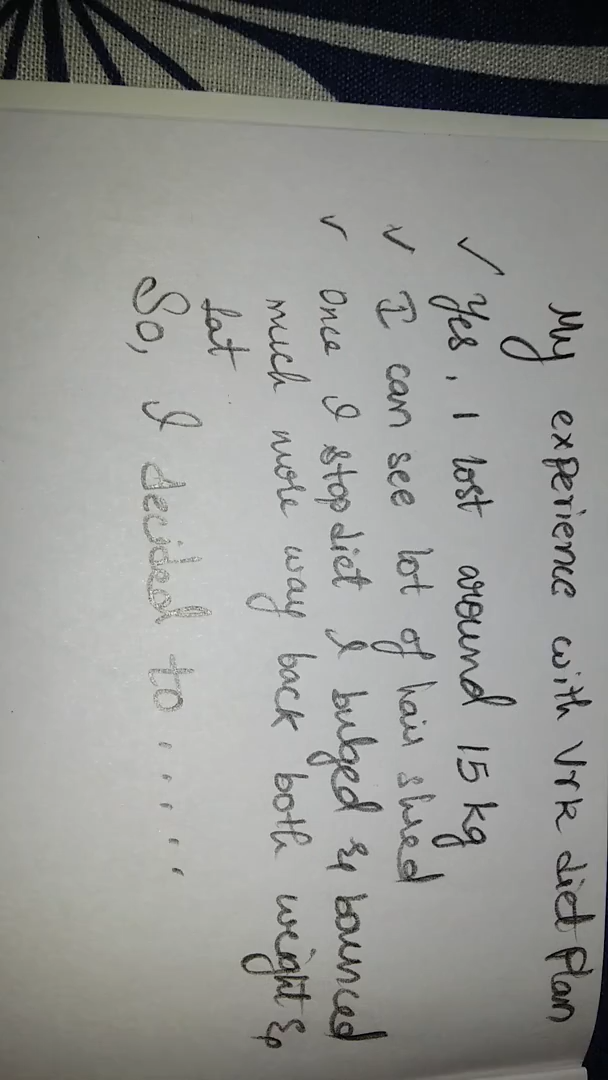 My experience with Vrk diet plan
✓ Yes, I lost around 15 kg
✓ I can see lot of hair shred
✓ Once I stop diet I bulged & bounced
much more way back both weight &
fat
So, I decided to . . . . .